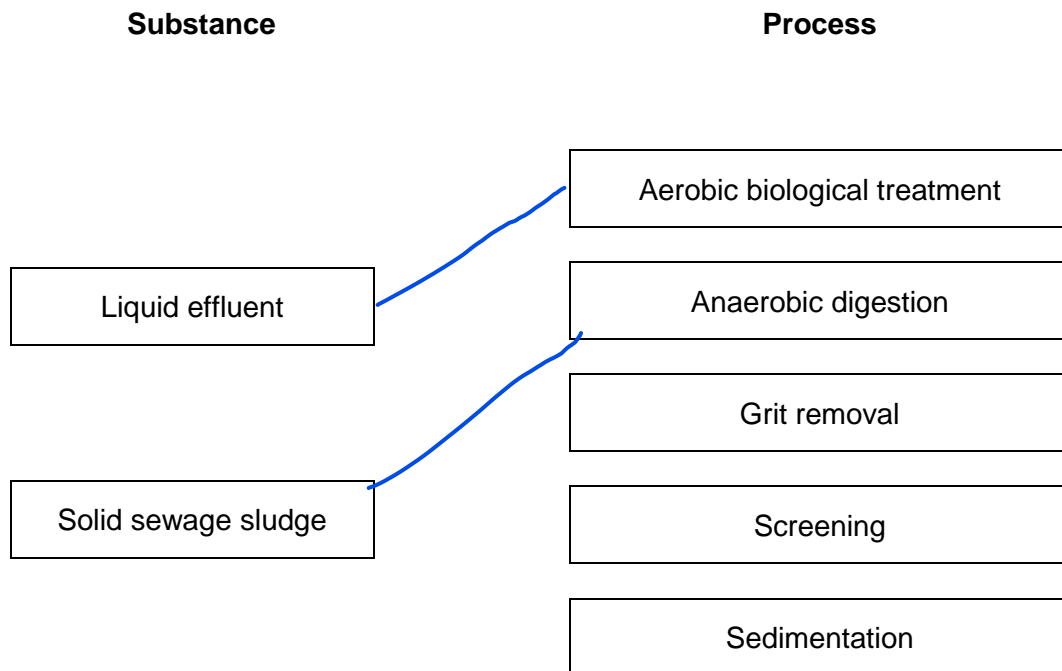 Substance
Process
Aerobic biological treatment
Liquid effluent
Anaerobic digestion
Grit removal
Solid sewage sludge
Screening
Sedimentation